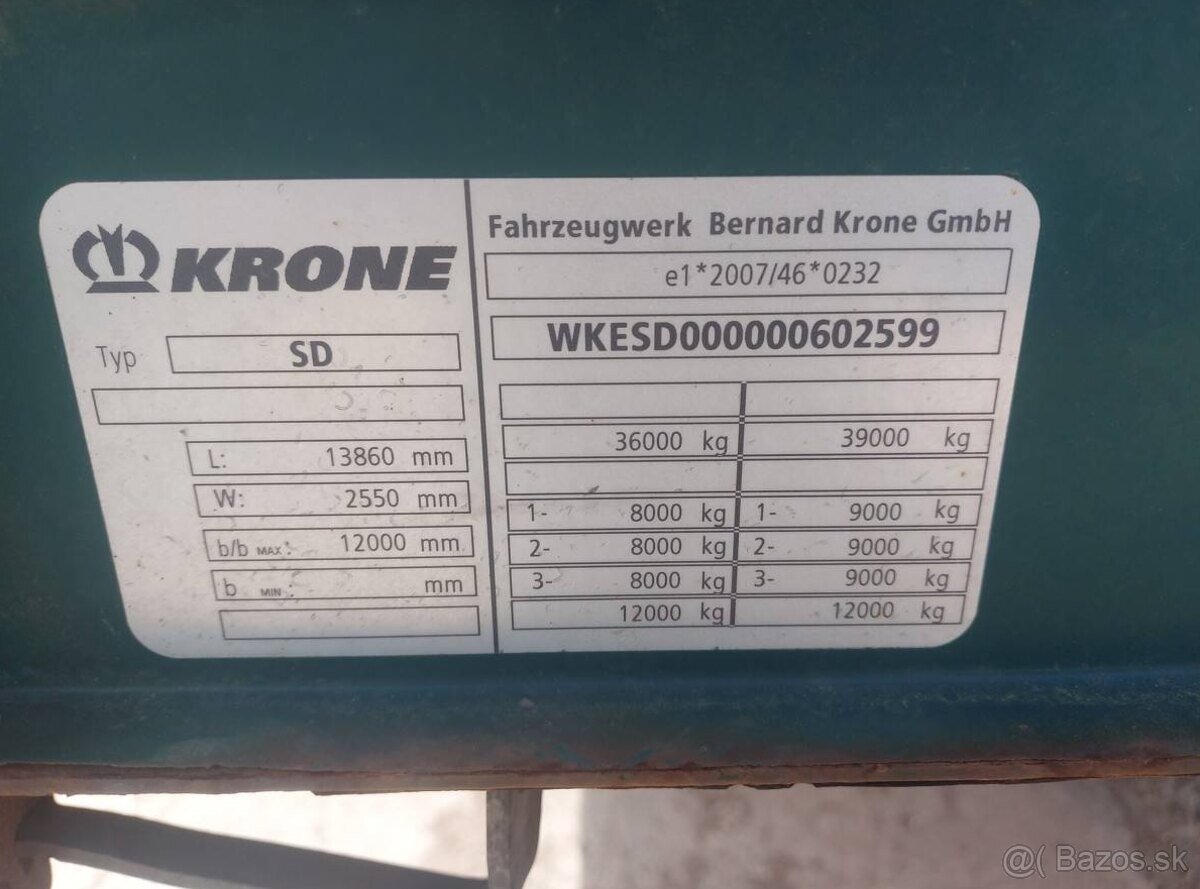 KRONE
Typ SD
L: 13860 mm
W: 2550 mm
b/b MAX: 12000 mm
b MIN: mm
Fahrzeugwerk Bernard Krone GmbH
e1*2007/46*0232
WKESD000000602599
36000 kg 39000 kg
1- 8000 kg 1- 9000 kg
2- 8000 kg 2- 9000 kg
3- 8000 kg 3- 9000 kg
12000 kg 12000 kg
@( Bazos.sk